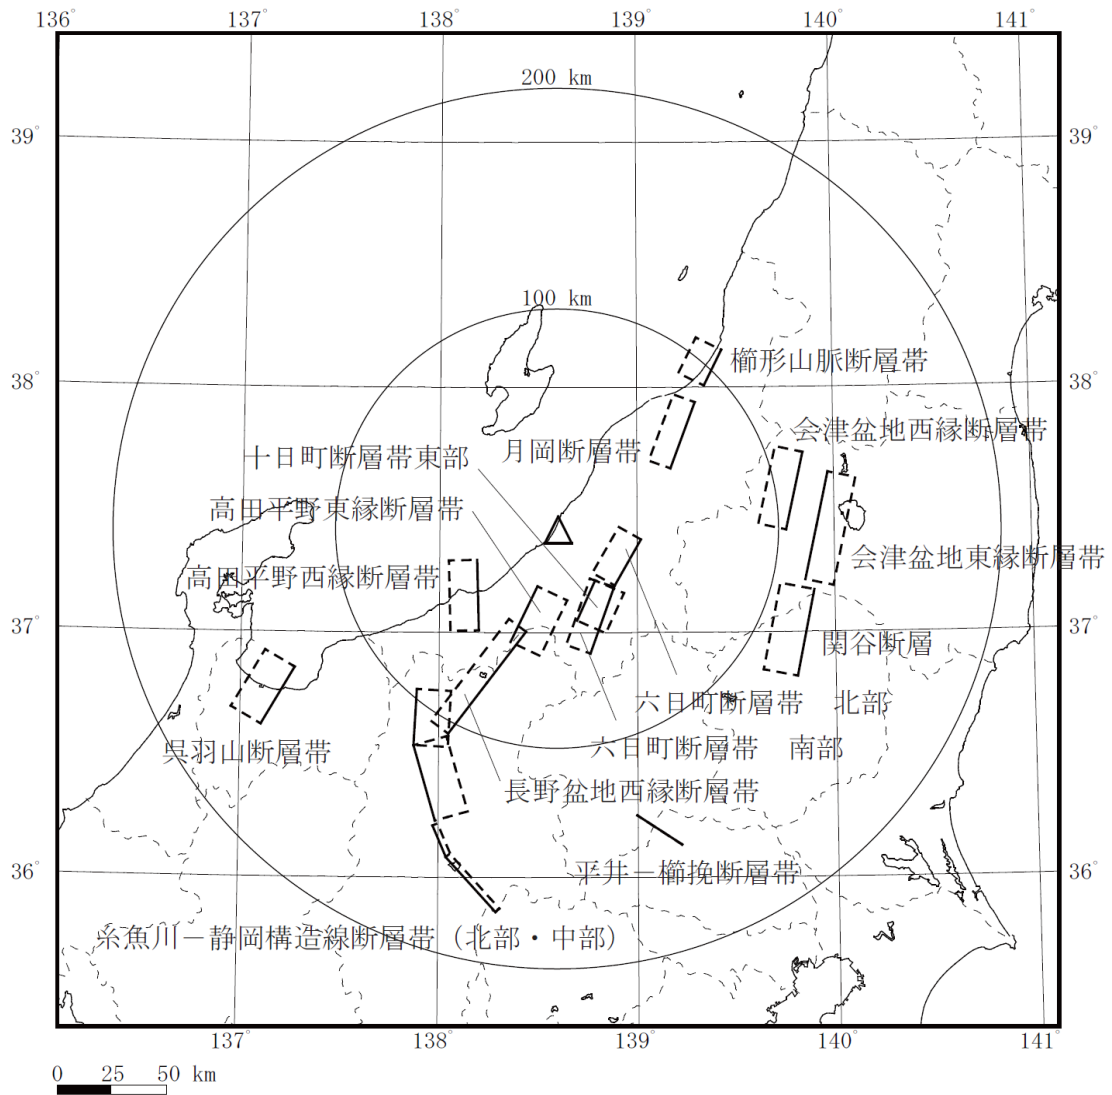 136° 137° 138° 139° 140° 141°
200 km
39° 39°
100 km
櫛形山脈断層帯
38° 38°
会津盆地西縁断層帯
十日町断層帯東部 月岡断層帯
高田平野東縁断層帯
会津盆地東縁断層帯
高田平野西縁断層帯
37° 37°
関谷断層
六日町断層帯 北部
呉羽山断層帯 六日町断層帯 南部
長野盆地西縁断層帯
36° 36°
平井－櫛挽断層帯
糸魚川－静岡構造線断層帯（北部・中部）
137° 138° 139° 140° 141°
0 25 50 km